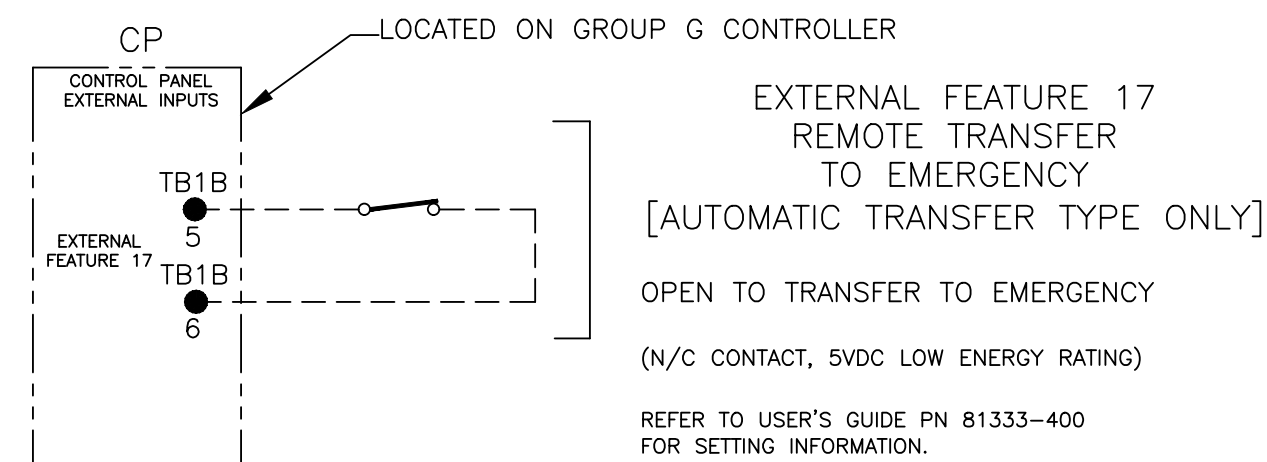 LOCATED ON GROUP G CONTROLLER
CP
CONTROL PANEL
EXTERNAL INPUTS
TB1B
5
EXTERNAL
FEATURE 17
TB1B
6
EXTERNAL FEATURE 17
REMOTE TRANSFER
TO EMERGENCY
[AUTOMATIC TRANSFER TYPE ONLY]
OPEN TO TRANSFER TO EMERGENCY
(N/C CONTACT, 5VDC LOW ENERGY RATING)
REFER TO USER'S GUIDE PN 81333-400
FOR SETTING INFORMATION.